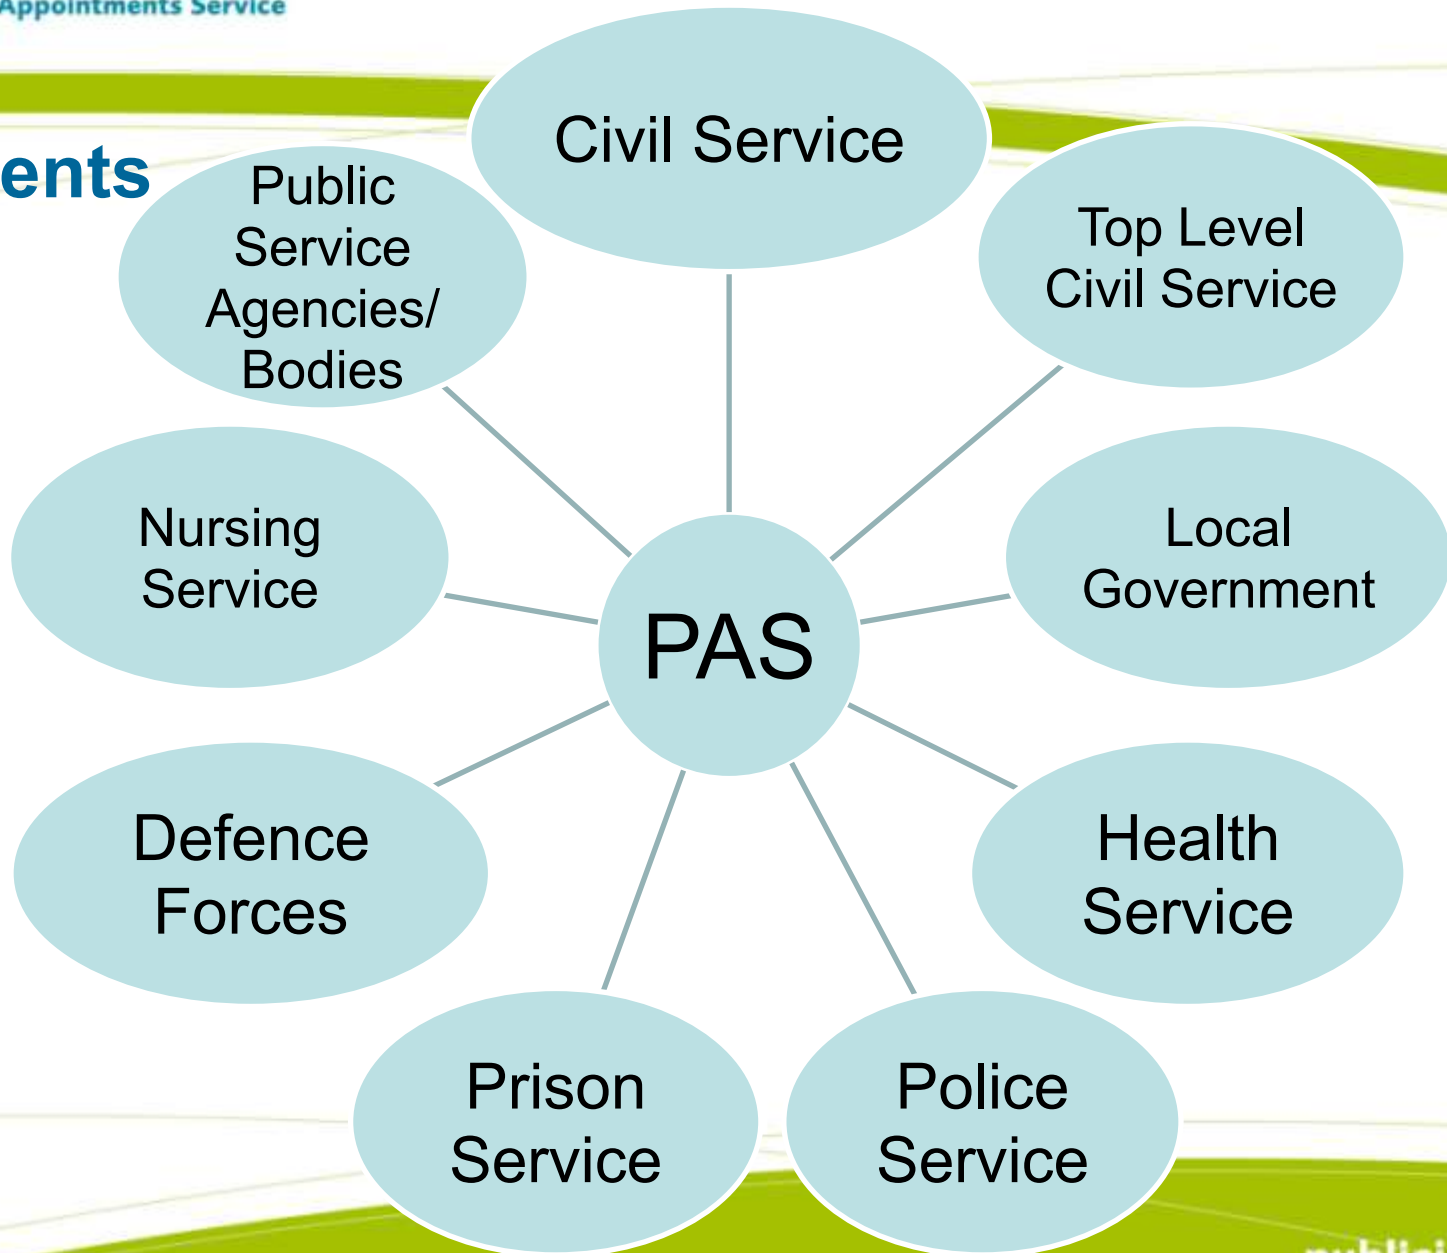 Appointments Service
ents
Civil Service
Top Level
Civil Service
Local
Government
Health
Service
Police
Service
Prison
Service
Defence
Forces
Nursing
Service
Public
Service
Agencies/
Bodies
PAS